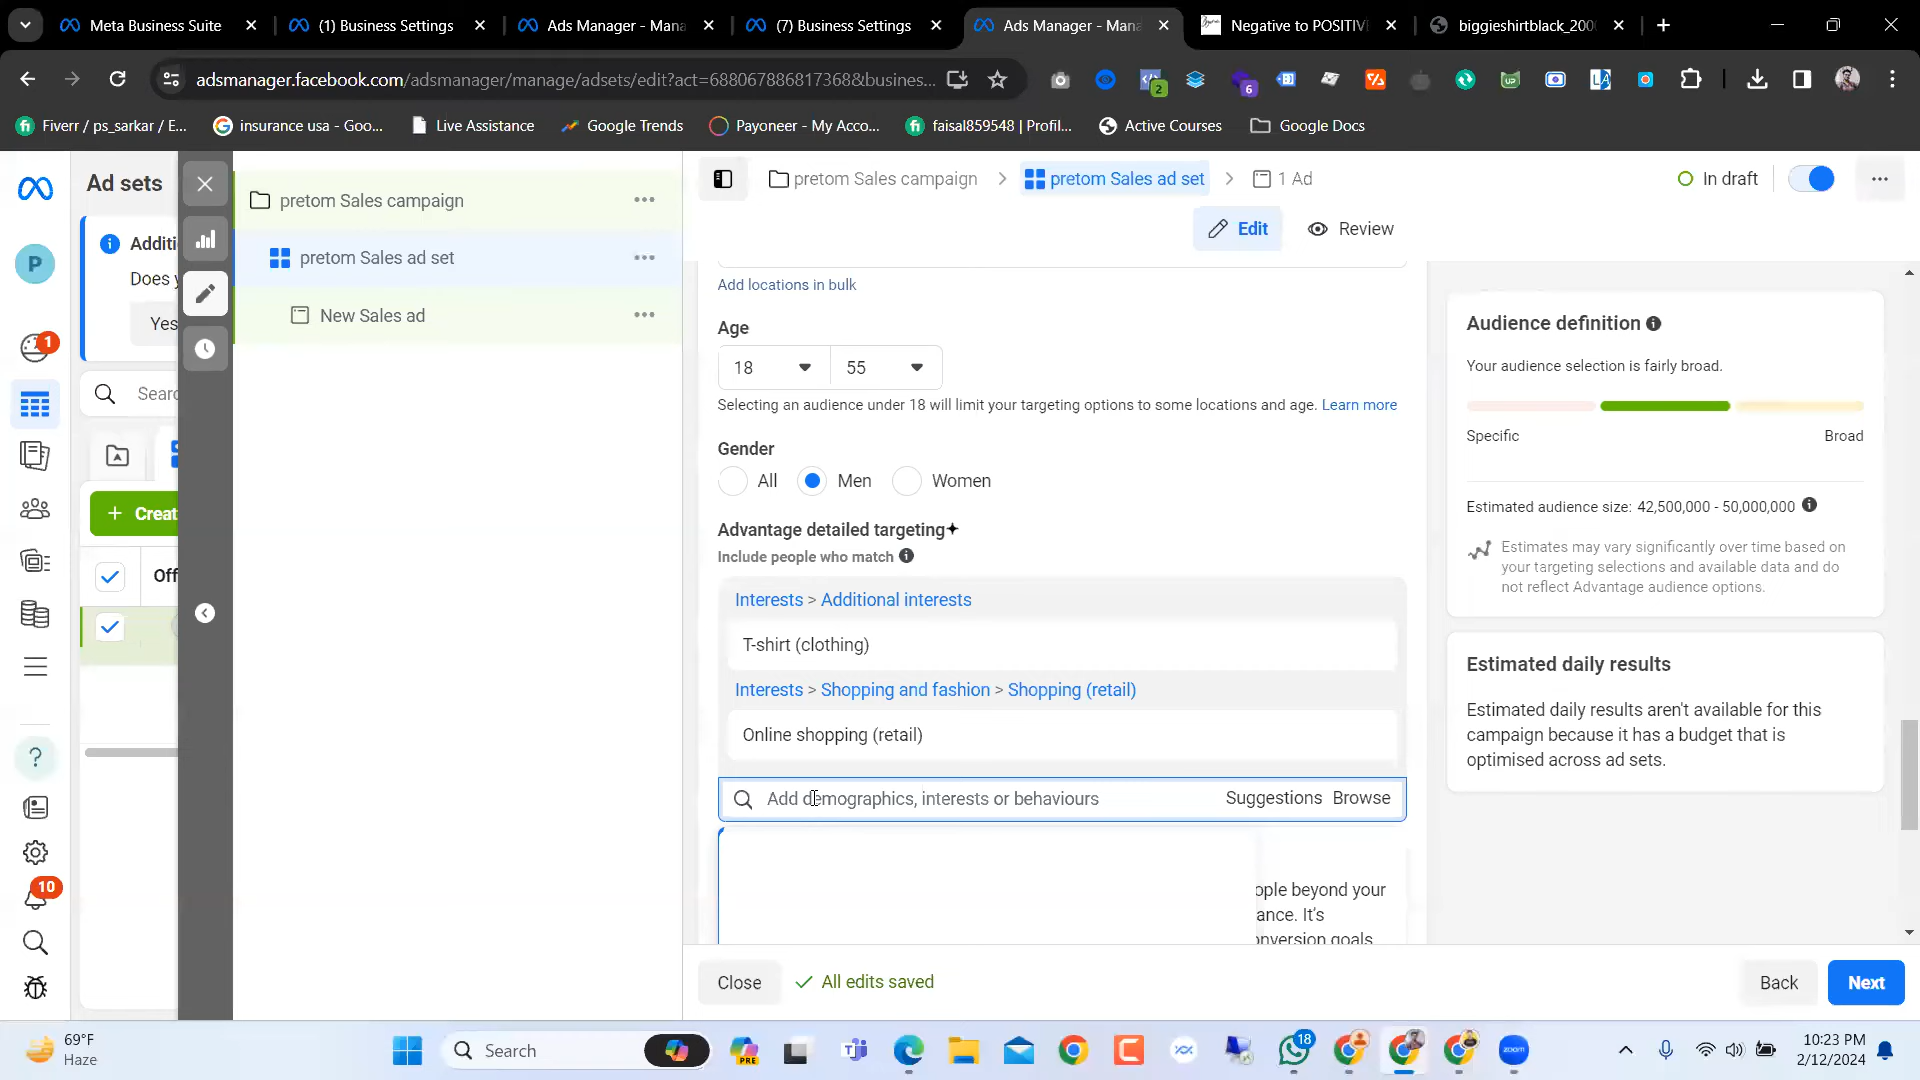 Meta Business Suite
(1) Business Settings
Ads Manager - Mana
(7) Business Settings
Ads Manager - Mana
Negative to POSITIVE
biggieshirtblack_200
adsmanager.facebook.com/adsmanager/manage/adsets/edit?act=688067886817368&busines...
2
6
Fiverr / ps_sarkar / E...
insurance usa - Goo...
Live Assistance
Google Trends
Payoneer - My Acco...
faisal859548 | Profil...
Active Courses
Google Docs
Ad sets
P
1
10
Additi
Does y
Yes
Searc
Creat
Off
pretom Sales campaign
pretom Sales ad set
New Sales ad
pretom Sales campaign
pretom Sales ad set
1 Ad
In draft
Edit
Review
Add locations in bulk
Age
18
55
Selecting an audience under 18 will limit your targeting options to some locations and age. Learn more
Gender
All
Men
Women
Advantage detailed targeting
Include people who match
Interests > Additional interests
T-shirt (clothing)
Interests > Shopping and fashion > Shopping (retail)
Online shopping (retail)
Add demographics, interests or behaviours
Suggestions
Browse
ople beyond your
ance. It's
nversion goals
Close
All edits saved
Back
Next
Audience definition
Your audience selection is fairly broad.
Specific
Broad
Estimated audience size: 42,500,000 - 50,000,000
Estimates may vary significantly over time based on
your targeting selections and available data and do
not reflect Advantage audience options.
Estimated daily results
Estimated daily results aren't available for this
campaign because it has a budget that is
optimised across ad sets.
69°F
Haze
Search
PRE
18
zoom
10:23 PM
2/12/2024